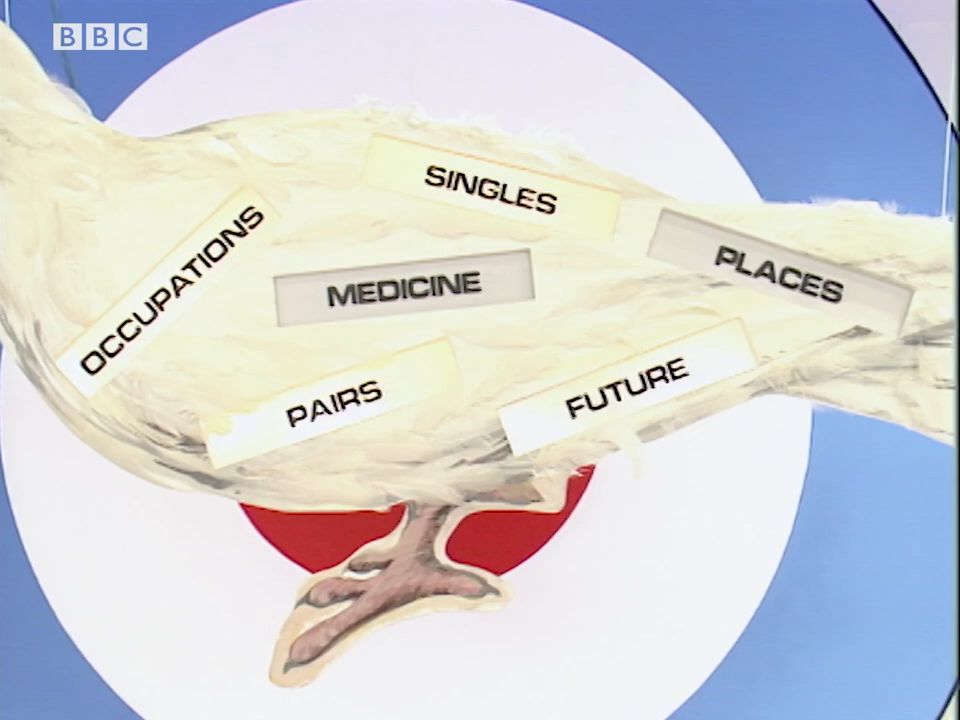 BBC
SINGLES
OCCUPATIONS
PLACES
MEDICINE
PAIRS
FUTURE